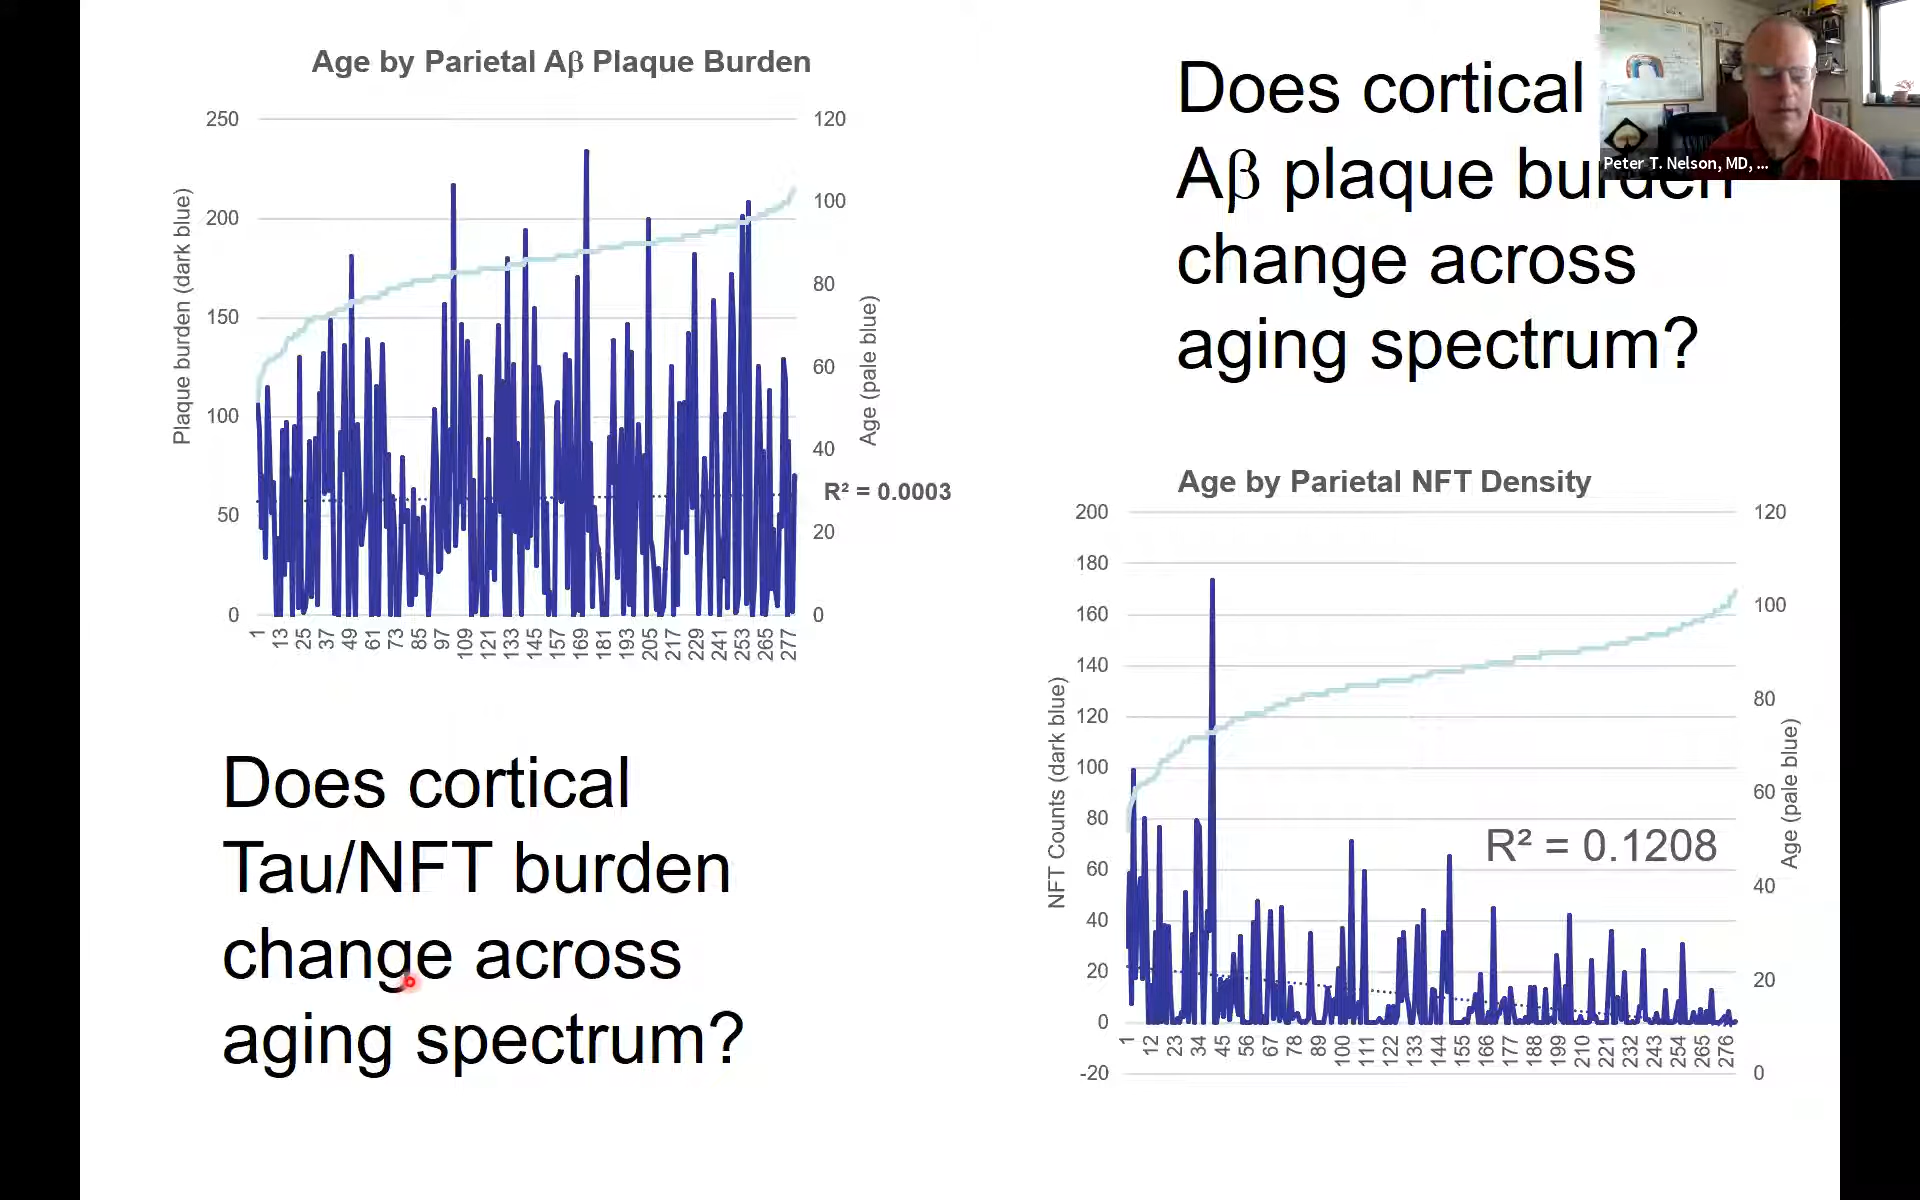 Age by Parietal Aβ Plaque Burden
Plaque burden (dark blue)
250
200
150
100
50
0
120
100
80
60
40
20
0
Age (pale blue)
R² = 0.0003
1 13 25 37 49 61 73 85 97 109 121 133 145 157 169 181 193 205 217 229 241 253 265 277
Does cortical
Aβ plaque burden
change across
aging spectrum?
Peter T. Nelson, MD, ...
Does cortical
Tau/NFT burden
change across
aging spectrum?
Age by Parietal NFT Density
NFT Counts (dark blue)
200
180
160
140
120
100
80
60
40
20
0
-20
120
100
80
60
40
20
0
Age (pale blue)
R² = 0.1208
1 12 23 34 45 56 67 78 89 100 111 122 133 144 155 166 177 188 199 210 221 232 243 254 265 276